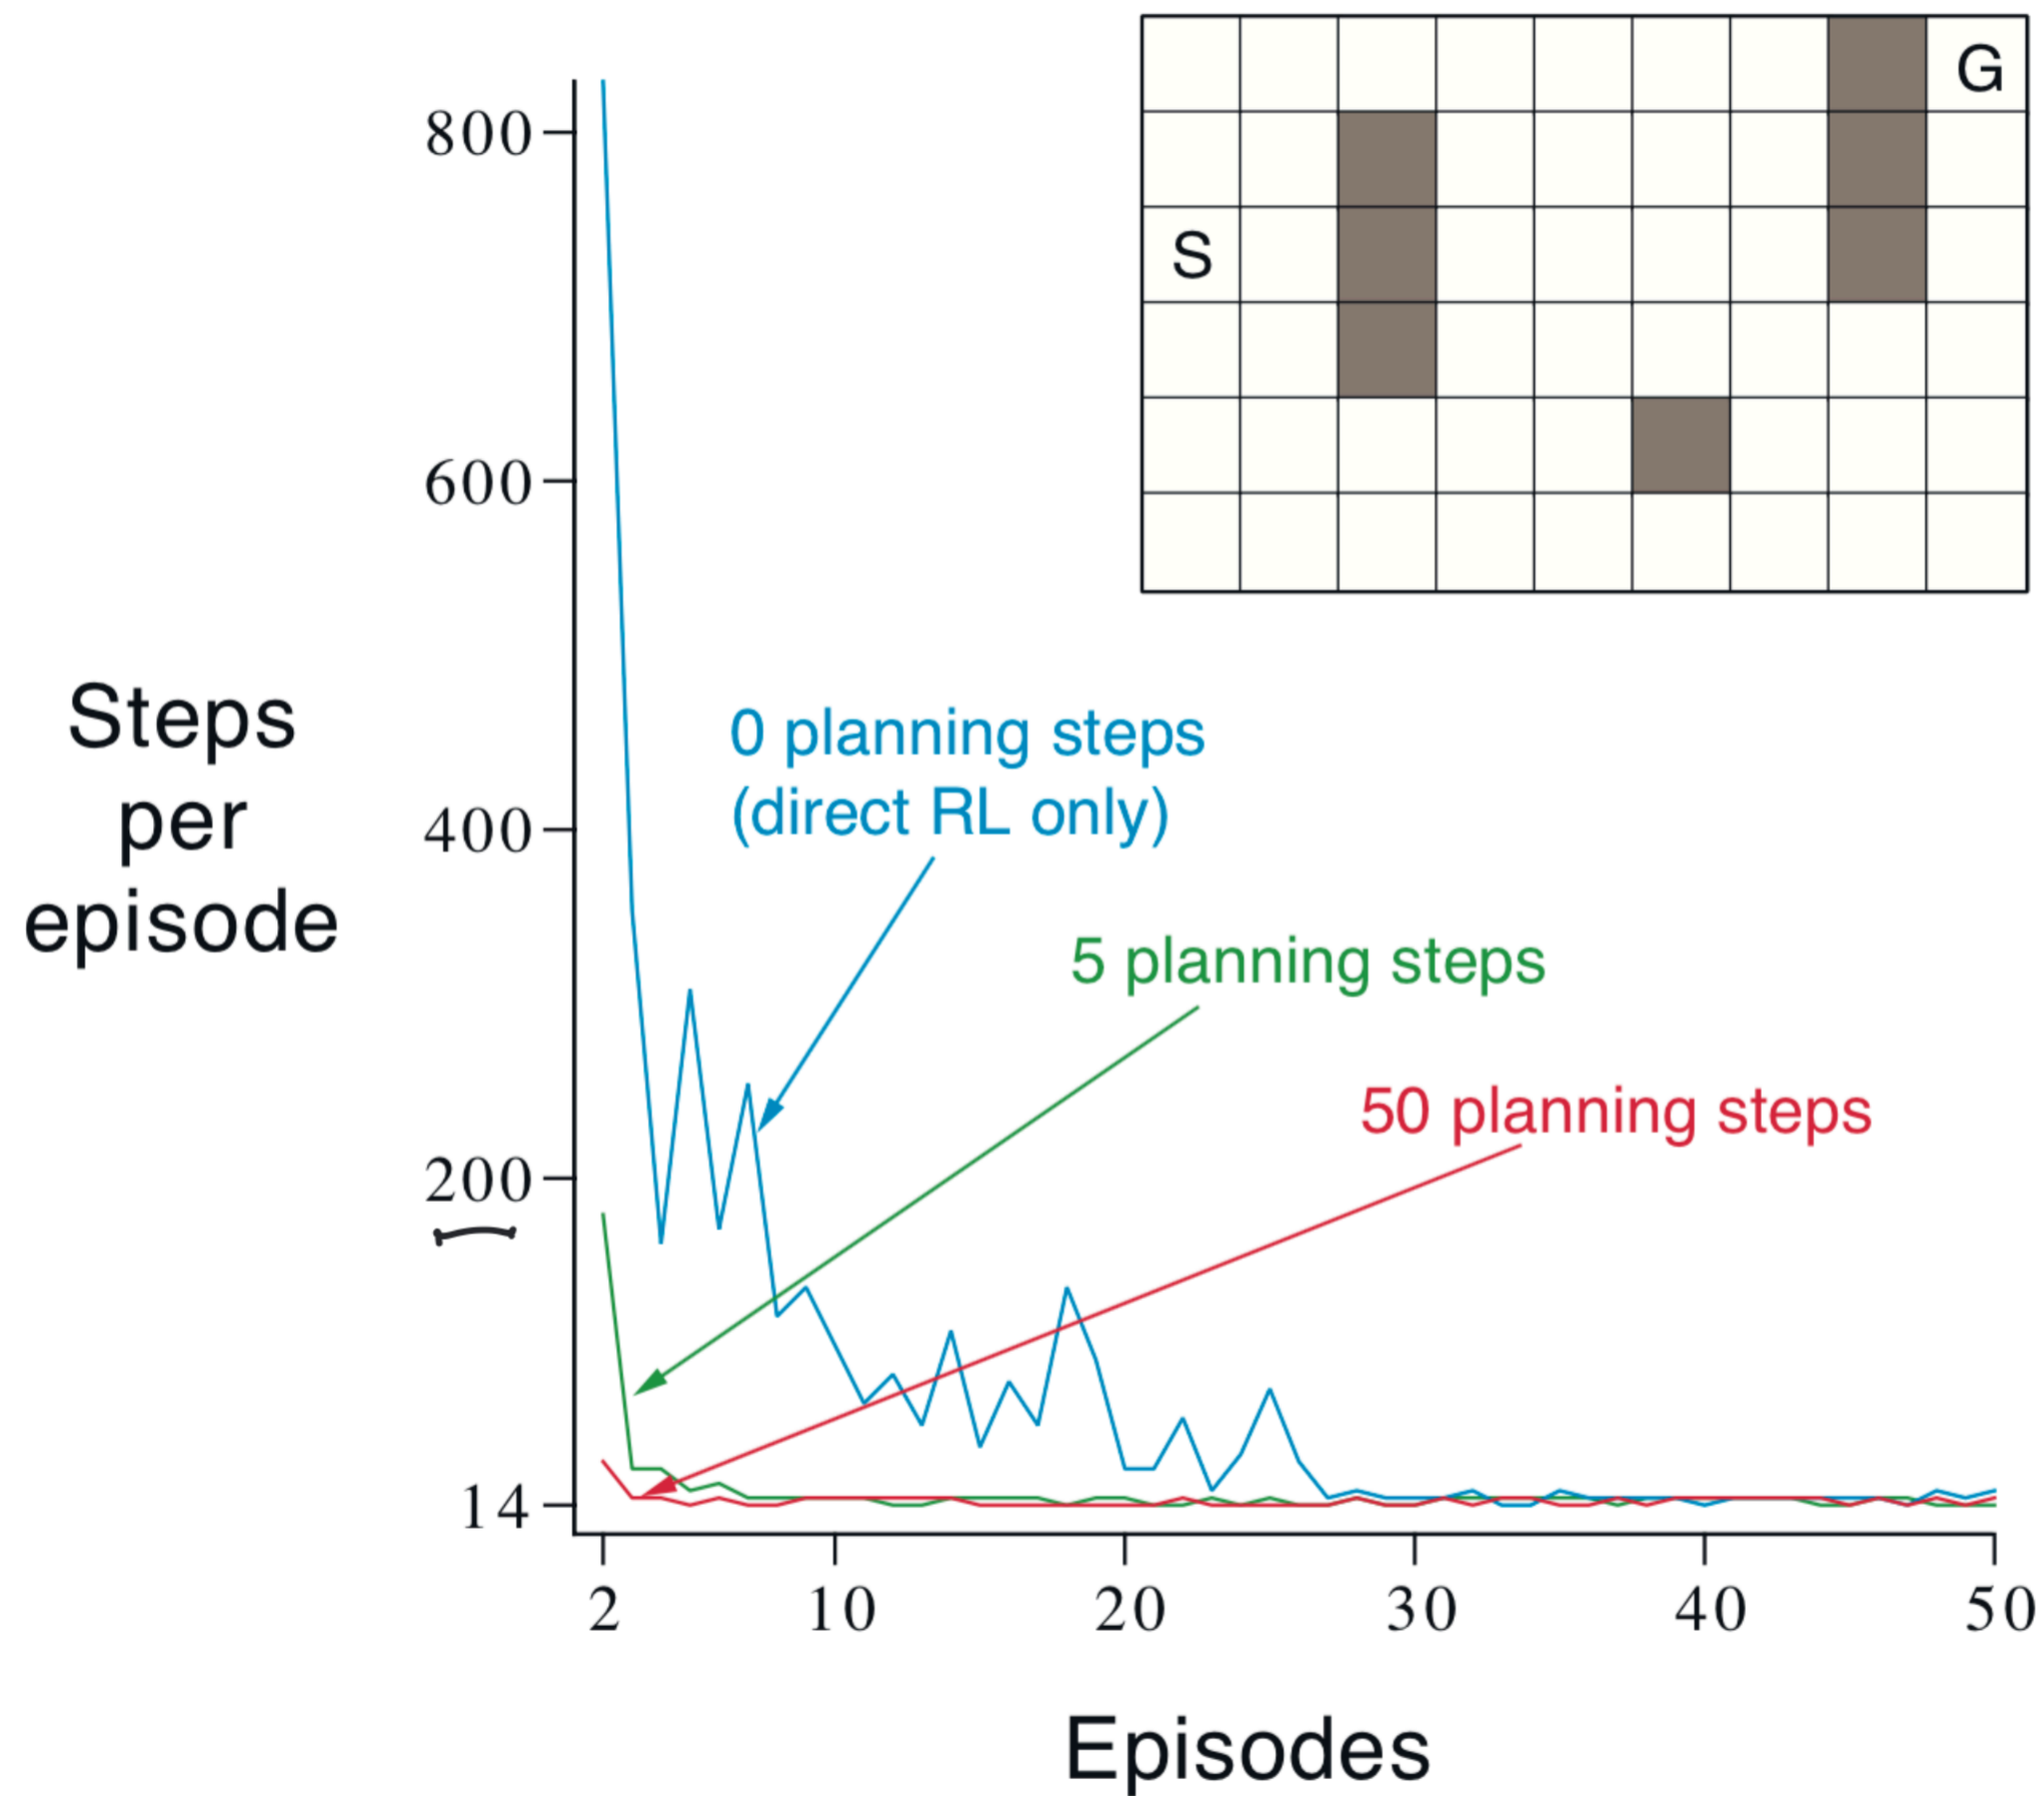 G
S
800
600
400
200
14
Steps
per
episode
0 planning steps
(direct RL only)
5 planning steps
50 planning steps
2 10 20 30 40 50
Episodes